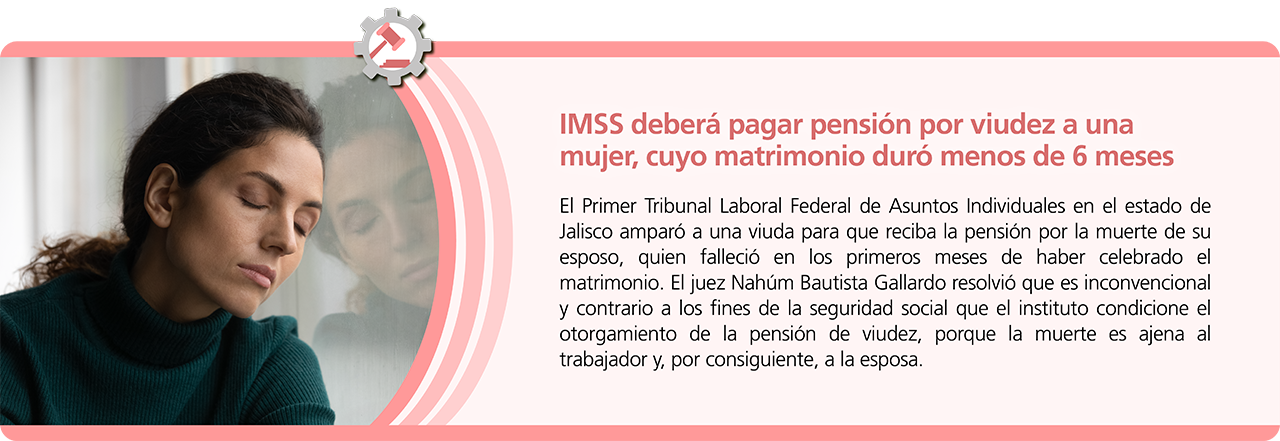 IMSS deberá pagar pensión por viudez a una
mujer, cuyo matrimonio duró menos de 6 meses
El Primer Tribunal Laboral Federal de Asuntos Individuales en el estado de
Jalisco amparó a una viuda para que reciba la pensión por la muerte de su
esposo, quien falleció en los primeros meses de haber celebrado el
matrimonio. El juez Nahúm Bautista Gallardo resolvió que es inconvencional
y contrario a los fines de la seguridad social que el instituto condicione el
otorgamiento de la pensión de viudez, porque la muerte es ajena al
trabajador y, por consiguiente, a la esposa.